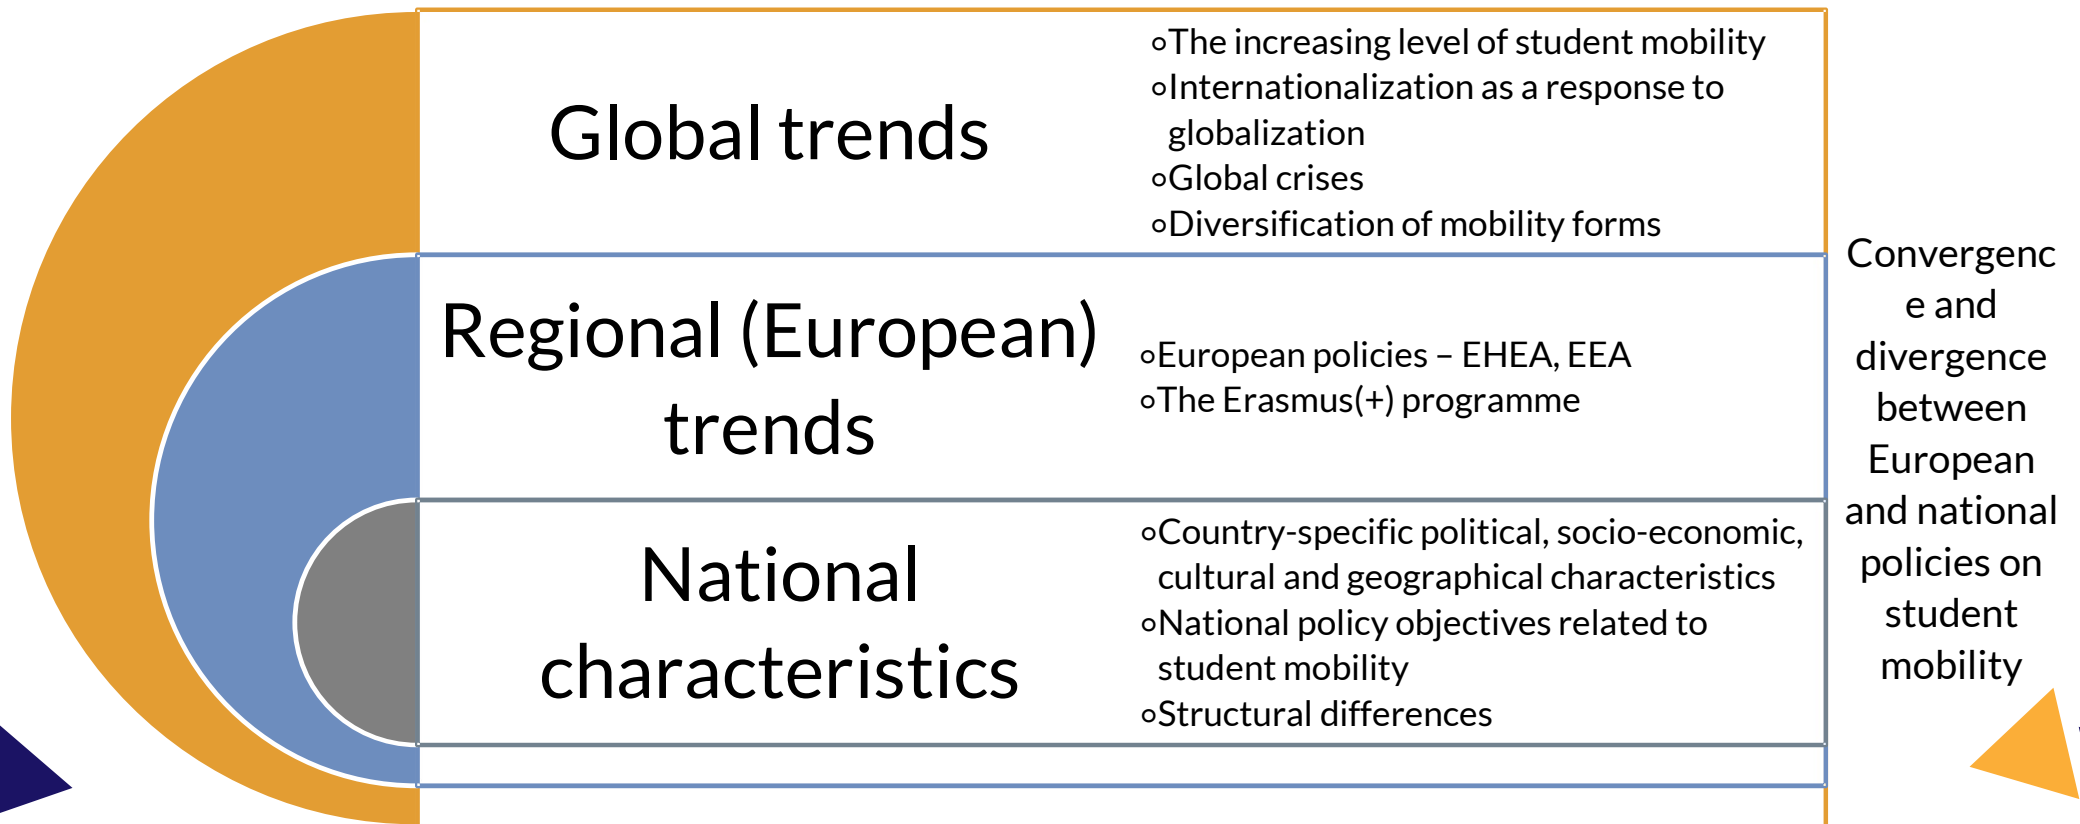 Global trends
∘The increasing level of student mobility
∘Internationalization as a response to
globalization
∘Global crises
∘Diversification of mobility forms
Regional (European)
trends
∘European policies – EHEA, EEA
∘The Erasmus(+) programme
National
characteristics
∘Country-specific political, socio-economic,
cultural and geographical characteristics
∘National policy objectives related to
student mobility
∘Structural differences
Convergenc
e and
divergence
between
European
and national
policies on
student
mobility